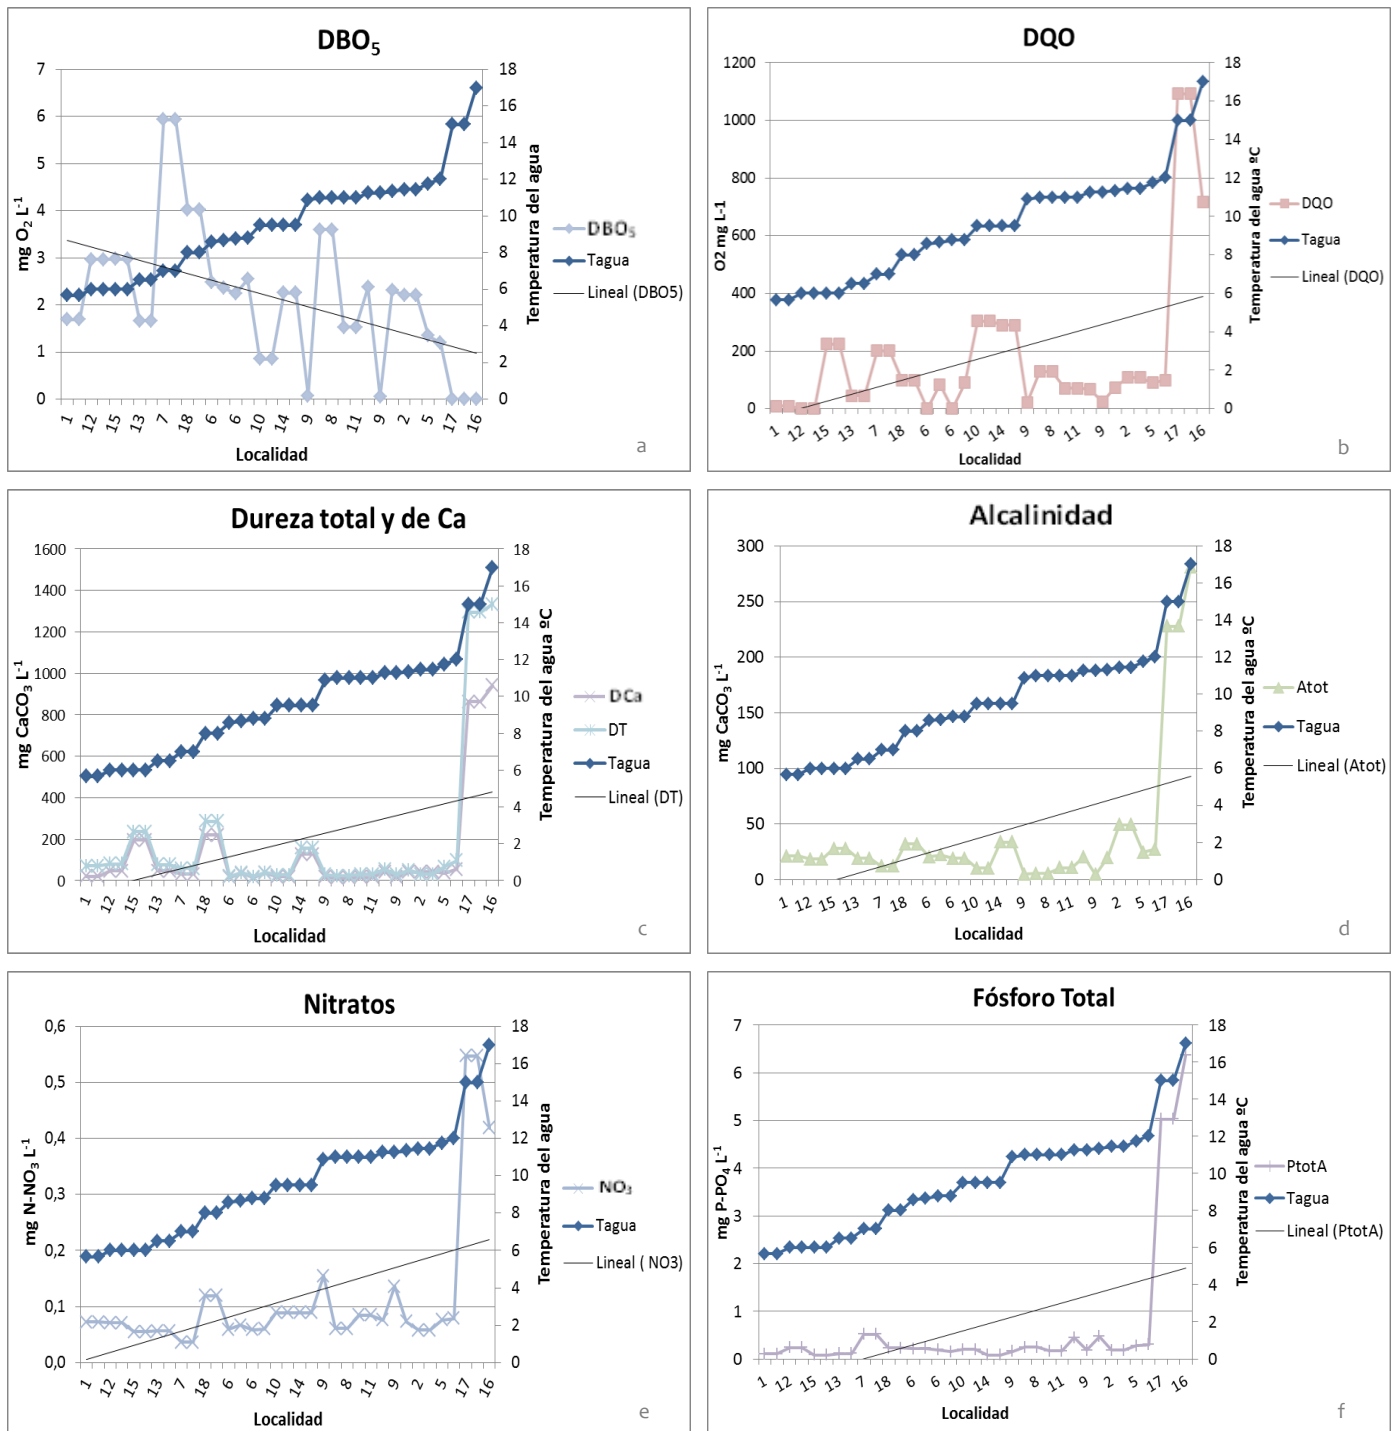 DBO5
7
6
5
4
3
2
1
0
18
16
14
12
10
8
6
4
2
0
mg O2 L-1
Temperatura del agua
1 12 15 13 7 18 6 6 10 14 9 8 11 9 2 5 17 16
Localidad
DBO5
Tagua
Lineal (DBO5)
a
DQO
1200
1000
800
600
400
200
0
18
16
14
12
10
8
6
4
2
0
O2 mg L-1
Temperatura del agua ºC
1 12 15 13 7 18 6 6 10 14 9 8 11 9 2 5 17 16
Localidad
DQO
Tagua
Lineal (DQO)
b
Dureza total y de Ca
1600
1400
1200
1000
800
600
400
200
0
18
16
14
12
10
8
6
4
2
0
mg CaCO3 L-1
Temperatura del agua ºC
1 12 15 13 7 18 6 6 10 14 9 8 11 9 2 5 17 16
Localidad
DCa
DT
Tagua
Lineal (DT)
c
Alcalinidad
300
250
200
150
100
50
0
18
16
14
12
10
8
6
4
2
0
mg CaCO3 L-1
Temperatura del agua ºC
1 12 15 13 7 18 6 6 10 14 9 8 11 9 2 5 17 16
Localidad
Atot
Tagua
Lineal (Atot)
d
Nitratos
0,6
0,5
0,4
0,3
0,2
0,1
0,0
18
16
14
12
10
8
6
4
2
0
mg N-NO3 L-1
Temperatura del agua
1 12 15 13 7 18 6 6 10 14 9 8 11 9 2 5 17 16
Localidad
NO3
Tagua
Lineal ( NO3)
e
Fósforo Total
7
6
5
4
3
2
1
0
18
16
14
12
10
8
6
4
2
0
mg P-PO4 L-1
Temperatura del agua ºC
1 12 15 13 7 18 6 6 10 14 9 8 11 9 2 5 17 16
Localidad
PtotA
Tagua
Lineal (PtotA)
f